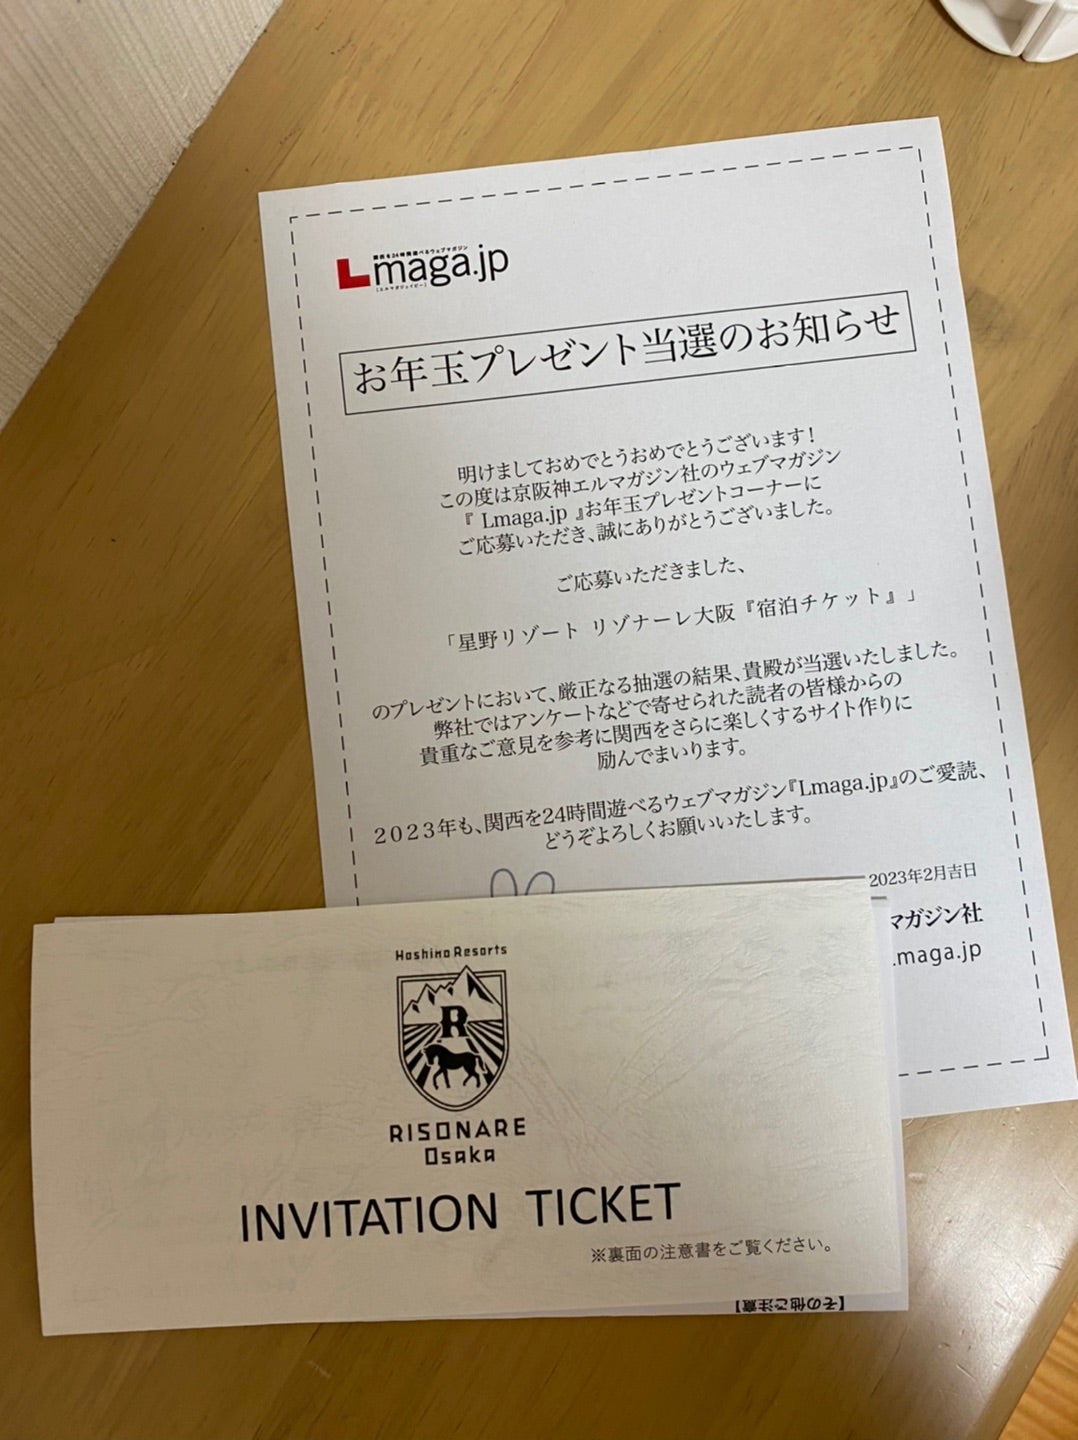 関西を24時間遊べるウェブマガジン
Lmaga.jp
[エルマガジェイピー]
お年玉プレゼント当選のお知らせ
明けましておめでとうおめでとうございます!
この度は京阪神エルマガジン社のウェブマガジン
『 Lmaga.jp 』お年玉プレゼントコーナーに
ご応募いただき、誠にありがとうございました。
ご応募いただきました、
「星野リゾート リゾナーレ大阪『宿泊チケット』」
のプレゼントにおいて、厳正なる抽選の結果、貴殿が当選いたしました。
弊社ではアンケートなどで寄せられた読者の皆様からの
貴重なご意見を参考に関西をさらに楽しくするサイト作りに
励んでまいります。
2023年も、関西を24時間遊べるウェブマガジン『Lmaga.jp』のご愛読、
どうぞよろしくお願いいたします。
2023年2月吉日
マガジン社
.maga.jp
Hoshino Resorts
R
RISONARE
Osaka
INVITATION TICKET
※裏面の注意書をご覧ください。
【その他ご注意】